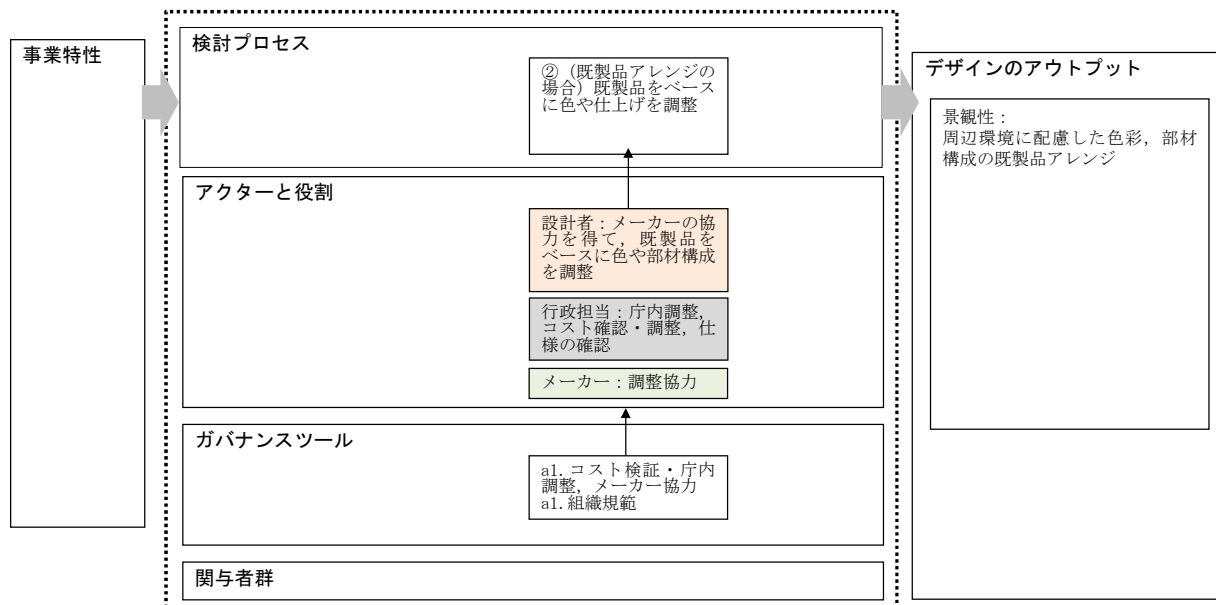 事業特性
検討プロセス
②（既製品アレンジの
場合）既製品をベース
に色や仕上げを調整
アクターと役割
設計者：メーカーの協
力を得て，既製品を
ベースに色や部材構成
を調整
行政担当：庁内調整，
コスト確認・調整，仕
様の確認
メーカー：調整協力
ガバナンスツール
a1.コスト検証・庁内
調整，メーカー協力
a1.組織規範
関与者群
デザインのアウトプット
景観性：
周辺環境に配慮した色彩，部材
構成の既製品アレンジ